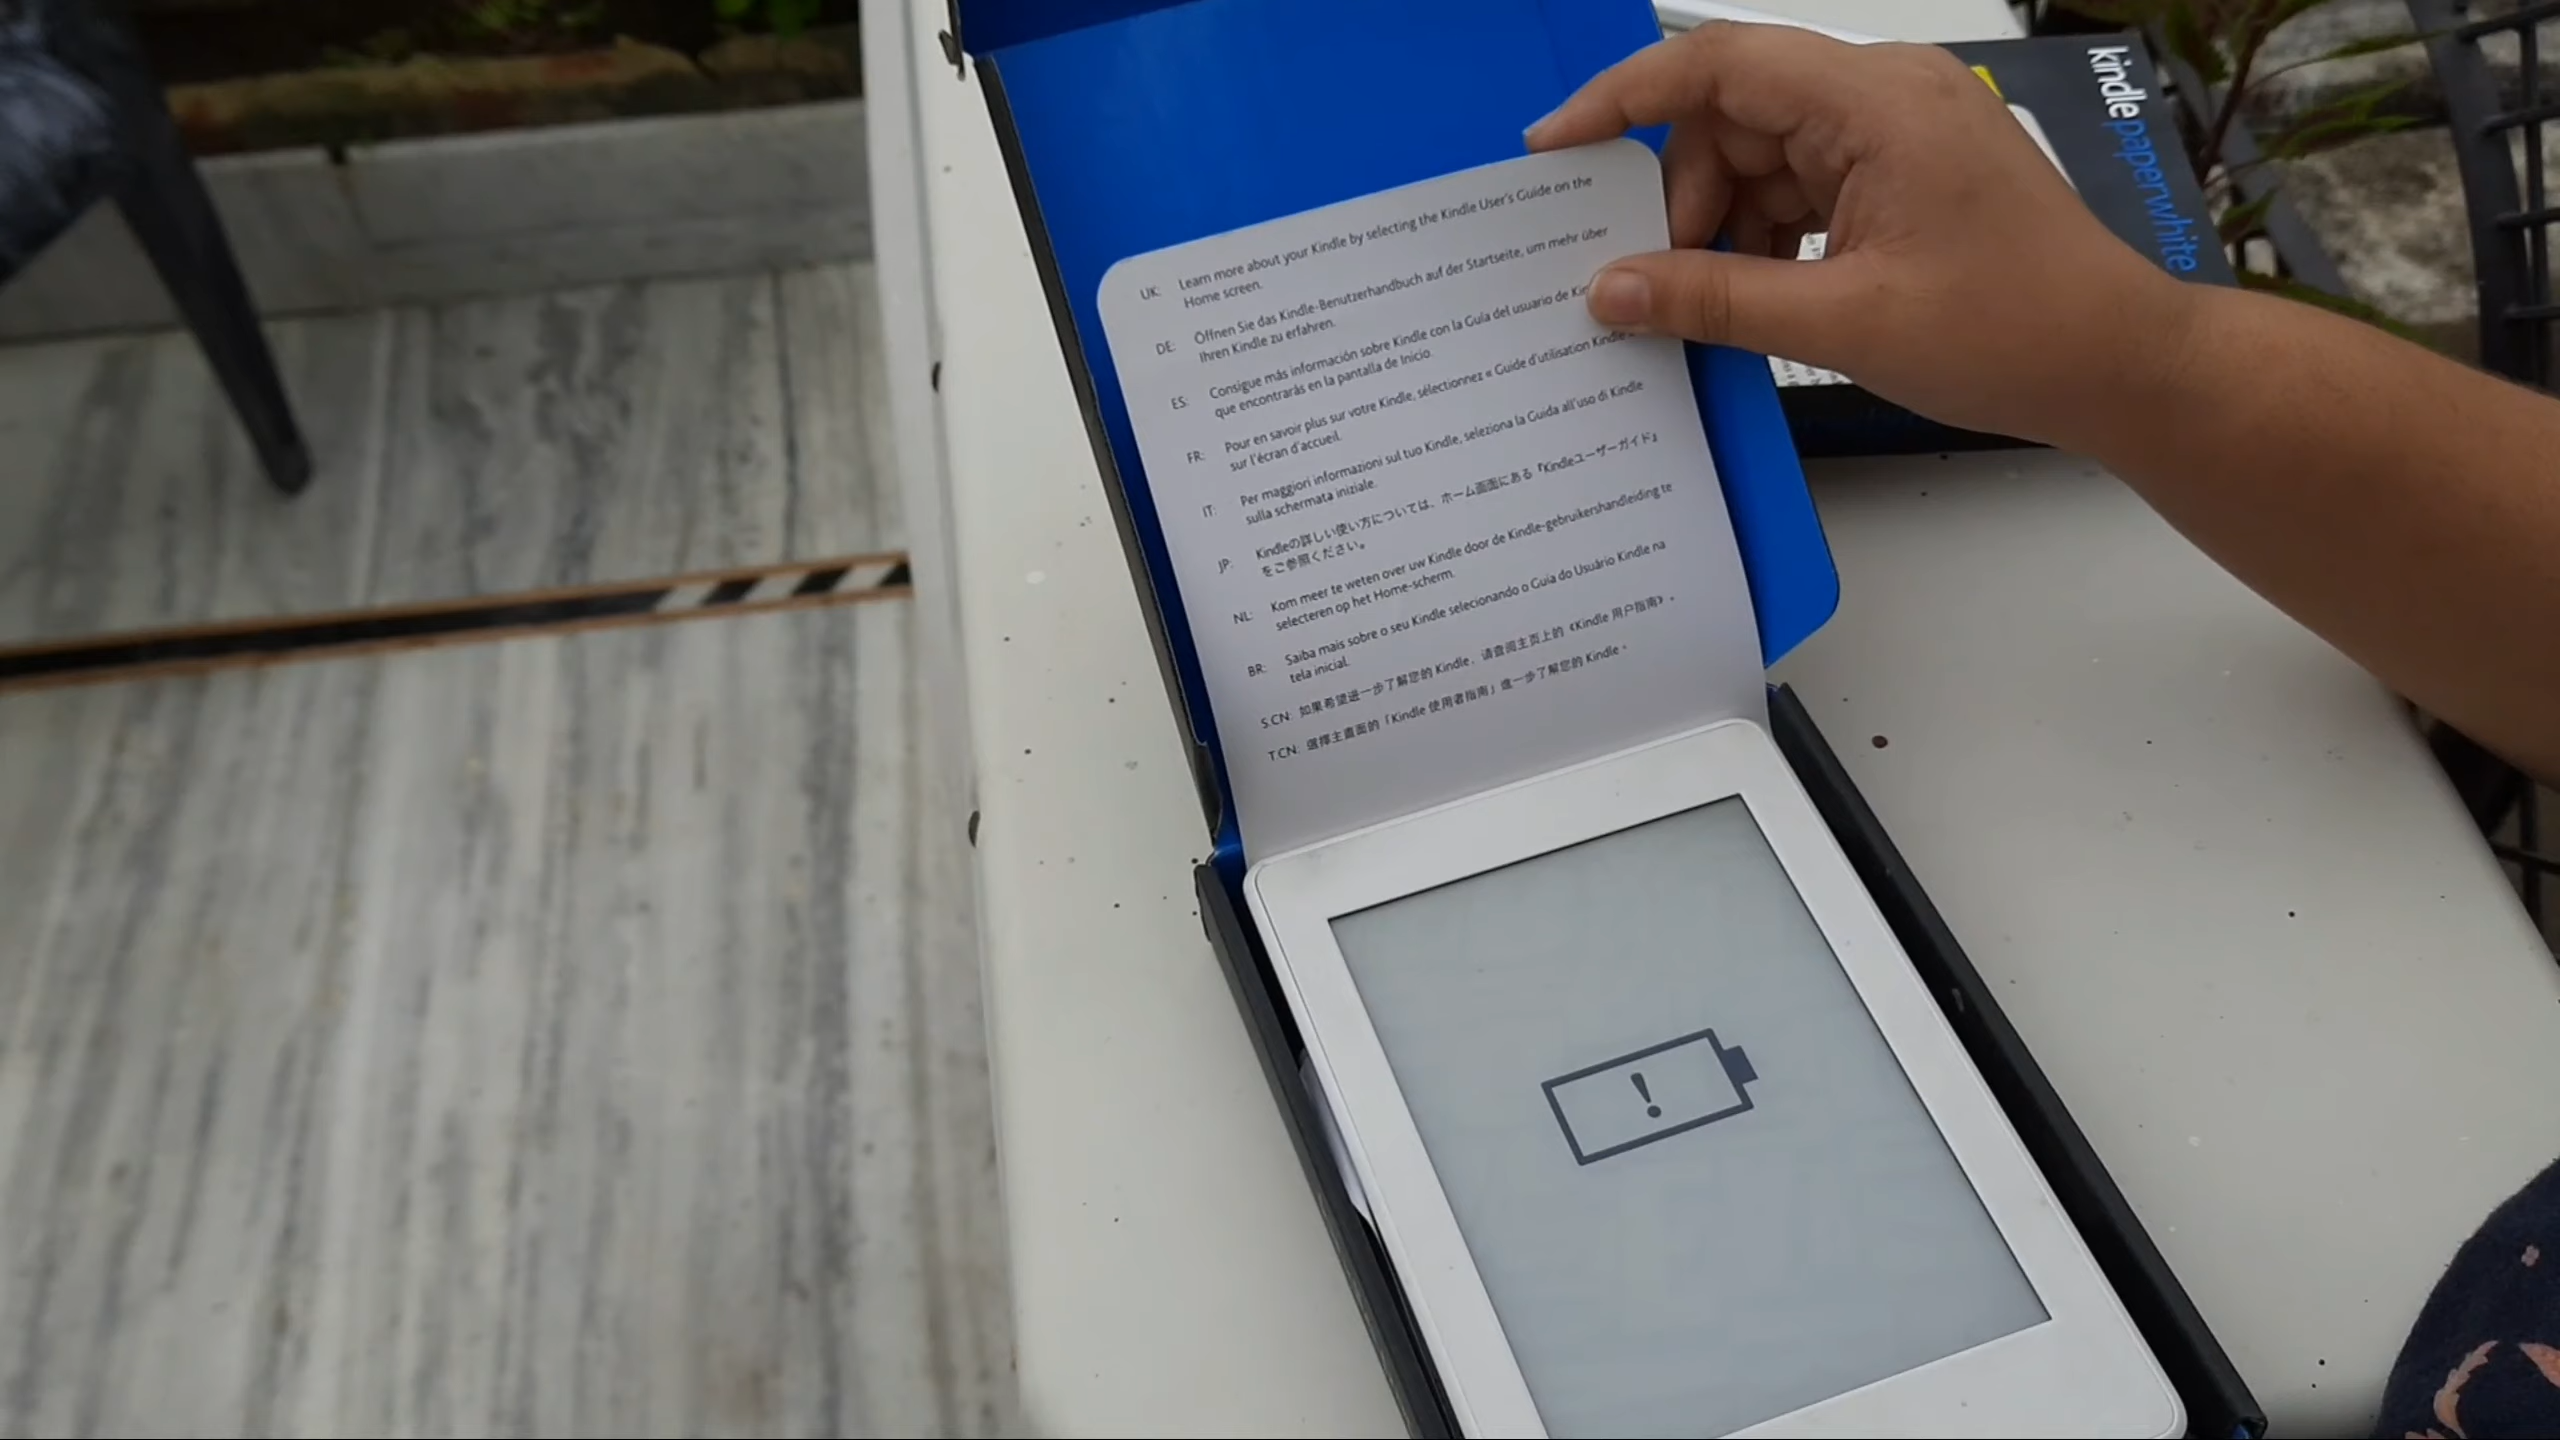 UK: Learn more about your Kindle by selecting the Kindle User's Guide on the
Home screen.
DE: Öffnen Sie das Kindle-Benutzerhandbuch auf der Startseite, um mehr über
Ihren Kindle zu erfahren.
ES: Consigue más información sobre Kindle con la Guía del usuario de
que encontrarás en la pantalla de Inicio.
FR: Pour en savoir plus sur votre Kindle, sélectionnez « Guide d'utilisation Kindle »
sur l'écran d'accueil.
IT: Per maggiori informazioni sul tuo Kindle, seleziona la Guida all'uso di Kindle
sulla schermata iniziale.
JP: Kindleの詳しい使い方については、ホーム画面にある『Kindleユーザーガイド』
をご参照ください。
NL: Kom meer te weten over uw Kindle door de Kindle-gebruikershandleiding te
selecteren op het Home-scherm.
BR: Saiba mais sobre o seu Kindle selecionando o Guia do Usuário Kindle na
tela inicial.
S.CN: 如果希望进一步了解您的 Kindle，请查阅主页上的《Kindle 用户指南》。
T.CN: 選擇主畫面的「Kindle 使用者指南」進一步了解您的 Kindle。
kindle paperwhite
!